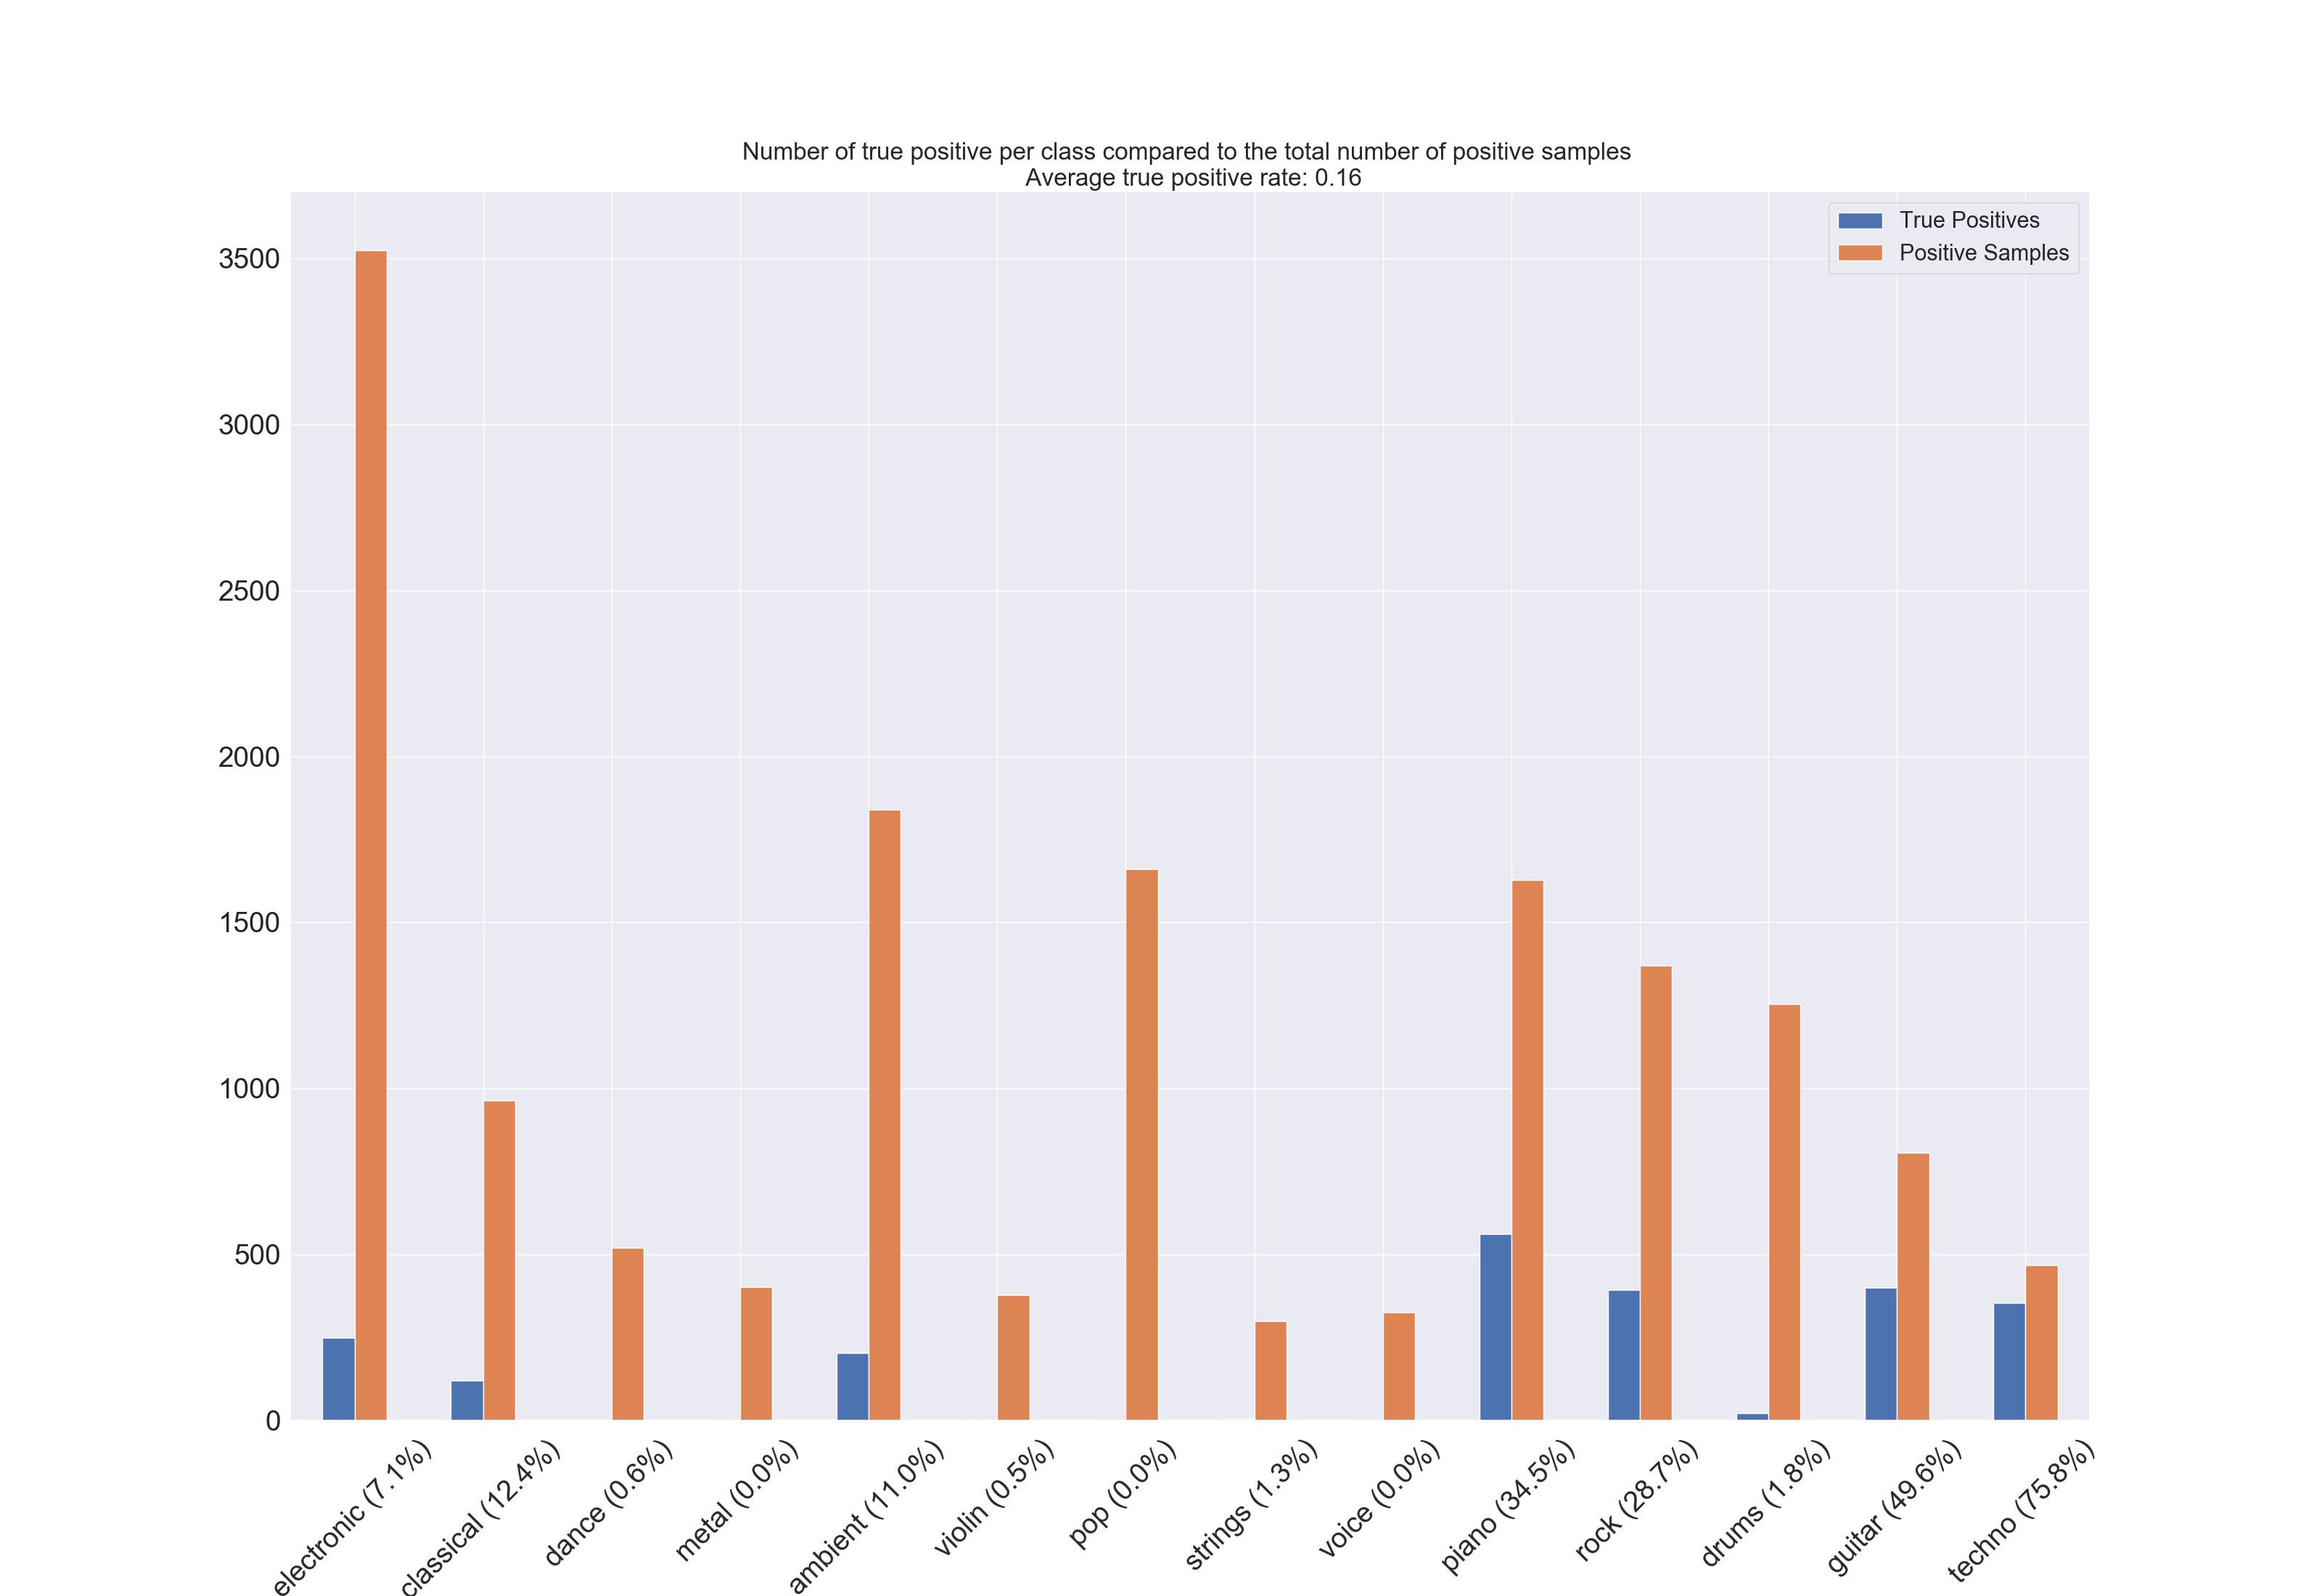 Number of true positive per class compared to the total number of positive samples
Average true positive rate: 0.16
True Positives
Positive Samples
3500
3000
2500
2000
1500
1000
500
0
electronic (7.1%)
classical (12.4%)
dance (0.6%)
metal (0.0%)
ambient (11.0%)
violin (0.5%)
pop (0.0%)
strings (1.3%)
voice (0.0%)
piano (34.5%)
rock (28.7%)
drums (1.8%)
guitar (49.6%)
techno (75.8%)